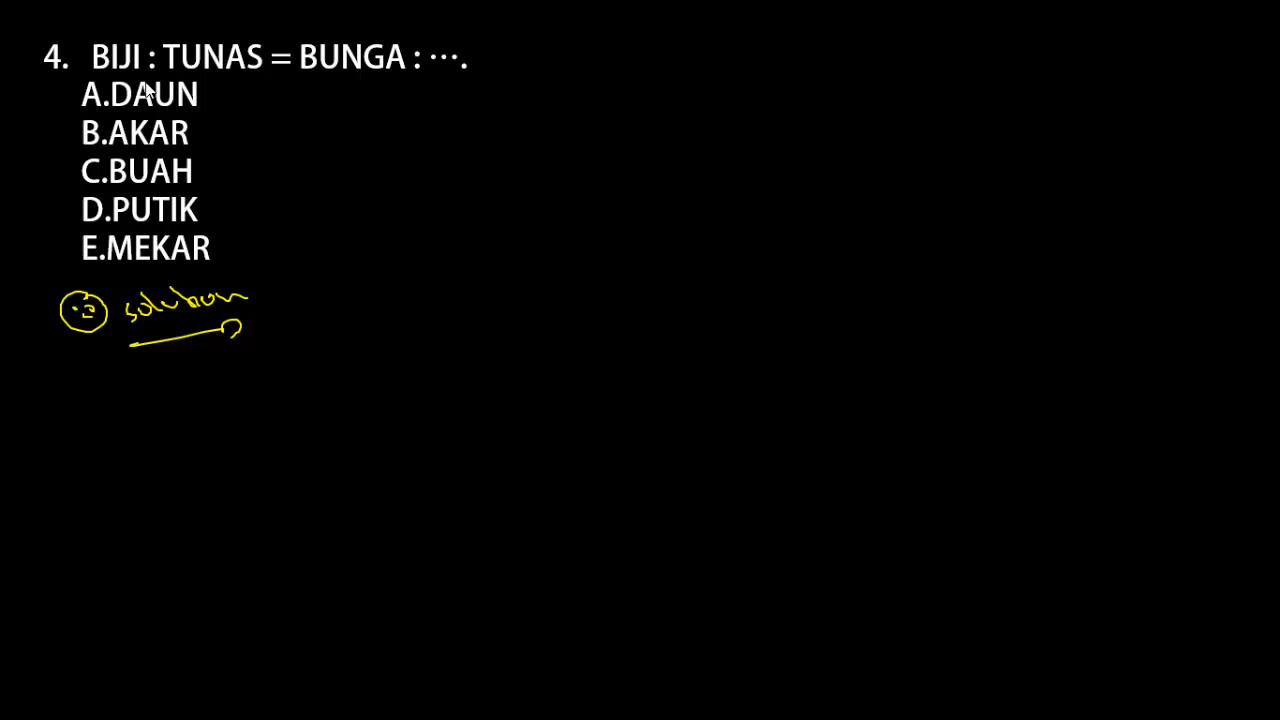 4. BIJI : TUNAS = BUNGA : ….
A.DAUN
B.AKAR
C.BUAH
D.PUTIK
E.MEKAR
solution